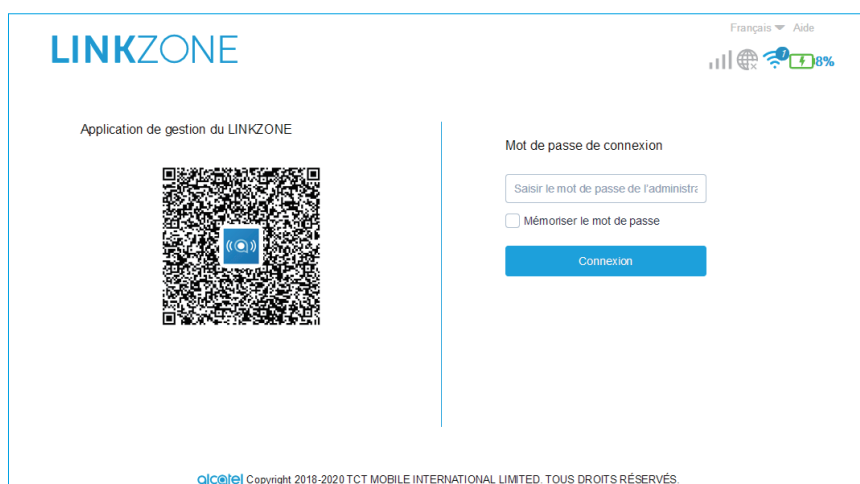 Français Aide
LINKZONE
1
8%
Application de gestion du LINKZONE
Mot de passe de connexion
Saisir le mot de passe de l'administra
Mémoriser le mot de passe
Connexion
alcatel Copyright 2018-2020 TCT MOBILE INTERNATIONAL LIMITED. TOUS DROITS RÉSERVÉS.